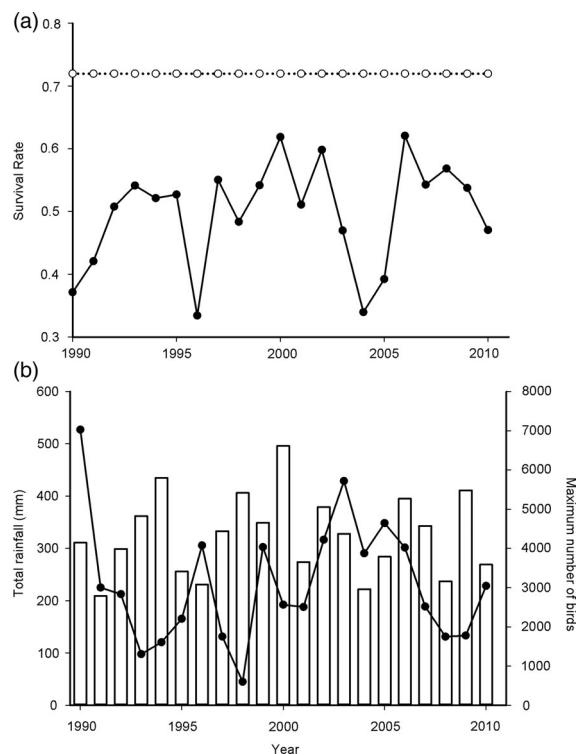 (a)
0.8
0.7
0.6
0.5
0.4
0.3
Survival Rate
1990 1995 2000 2005 2010
(b)
600
500
400
300
200
100
0
Total rainfall (mm)
8000
7000
6000
5000
4000
3000
2000
1000
0
Maximum number of birds
1990 1995 2000 2005 2010
Year